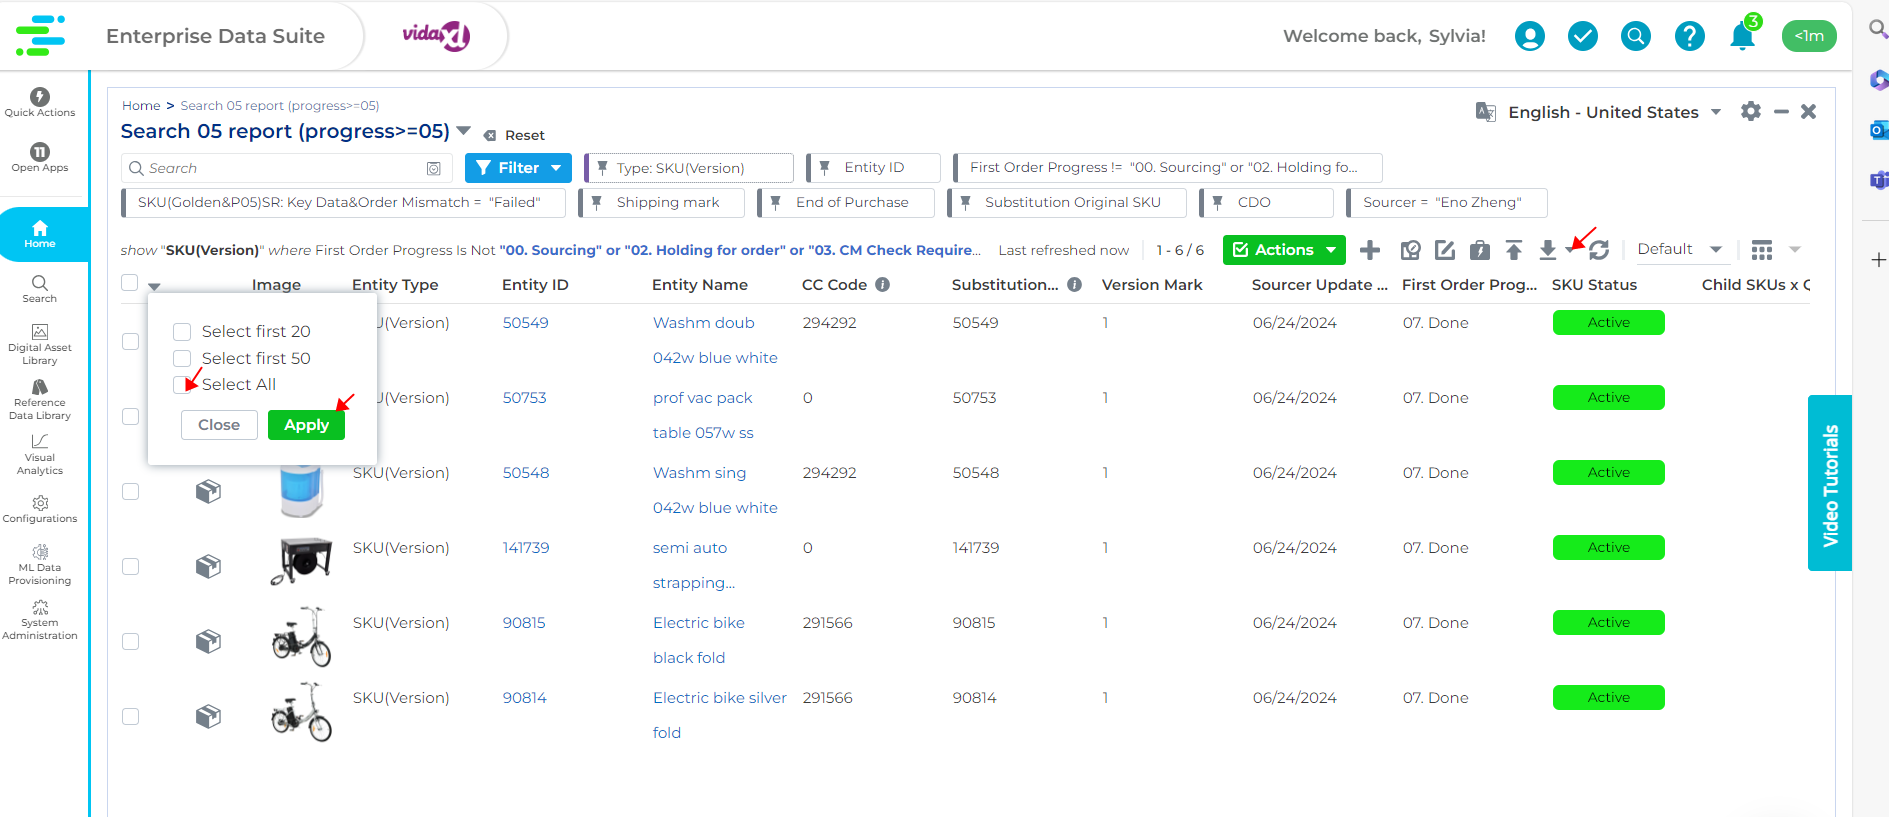 Enterprise Data Suite
vidaXL
Welcome back, Sylvia!
3
<1m
Quick Actions
11
Open Apps
Home
Search
Digital Asset
Library
Reference
Data Library
Visual
Analytics
Configurations
ML Data
Provisioning
System
Administration
Home > Search 05 report (progress>=05)
Search 05 report (progress>=05)
Reset
English - United States
Search
Filter
Type: SKU(Version)
Entity ID
First Order Progress != "00. Sourcing" or "02. Holding fo...
SKU(Golden&P05)SR: Key Data&Order Mismatch = "Failed"
Shipping mark
End of Purchase
Substitution Original SKU
CDO
Sourcer = "Eno Zheng"
show "SKU(Version)" where First Order Progress Is Not "00. Sourcing" or "02. Holding for order" or "03. CM Check Require...
Last refreshed now
1 - 6 / 6
Actions
Default
Image Entity Type Entity ID Entity Name CC Code Substitution... Version Mark Sourcer Update ... First Order Prog... SKU Status Child SKUs x Q
Select first 20
Select first 50
Select All
Close
Apply
U(Version) 50549 Washm doub 294292 50549 1 06/24/2024 07. Done Active
042w blue white
U(Version) 50753 prof vac pack 0 50753 1 06/24/2024 07. Done Active
table 057w ss
SKU(Version) 50548 Washm sing 294292 50548 1 06/24/2024 07. Done Active
042w blue white
SKU(Version) 141739 semi auto 0 141739 1 06/24/2024 07. Done Active
strapping...
SKU(Version) 90815 Electric bike 291566 90815 1 06/24/2024 07. Done Active
black fold
SKU(Version) 90814 Electric bike silver 291566 90814 1 06/24/2024 07. Done Active
fold
Video Tutorials